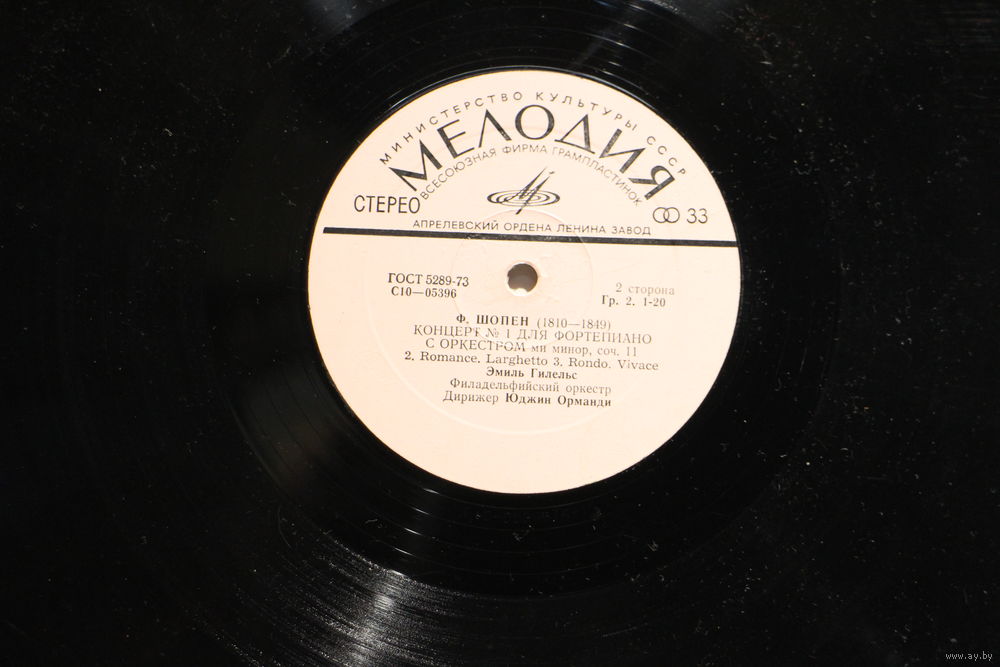 МИНИСТЕРСТВО КУЛЬТУРЫ СССР
МЕЛОДИЯ
ВСЕСОЮЗНАЯ ФИРМА ГРАМПЛАСТИНОК
СТЕРЕО
33
АПРЕЛЕВСКИЙ ОРДЕНА ЛЕНИНА ЗАВОД
ГОСТ 5289-73
С10—05396
2 сторона
Гр. 2. 1-20
Ф. ШОПЕН (1810—1849)
КОНЦЕРТ № 1 ДЛЯ ФОРТЕПИАНО
С ОРКЕСТРОМ ми минор, соч. 11
2. Romance. Larghetto 3. Rondo. Vivace
Эмиль Гилельс
Филадельфийский оркестр
Дирижер Юджин Орманди
www.ay.by